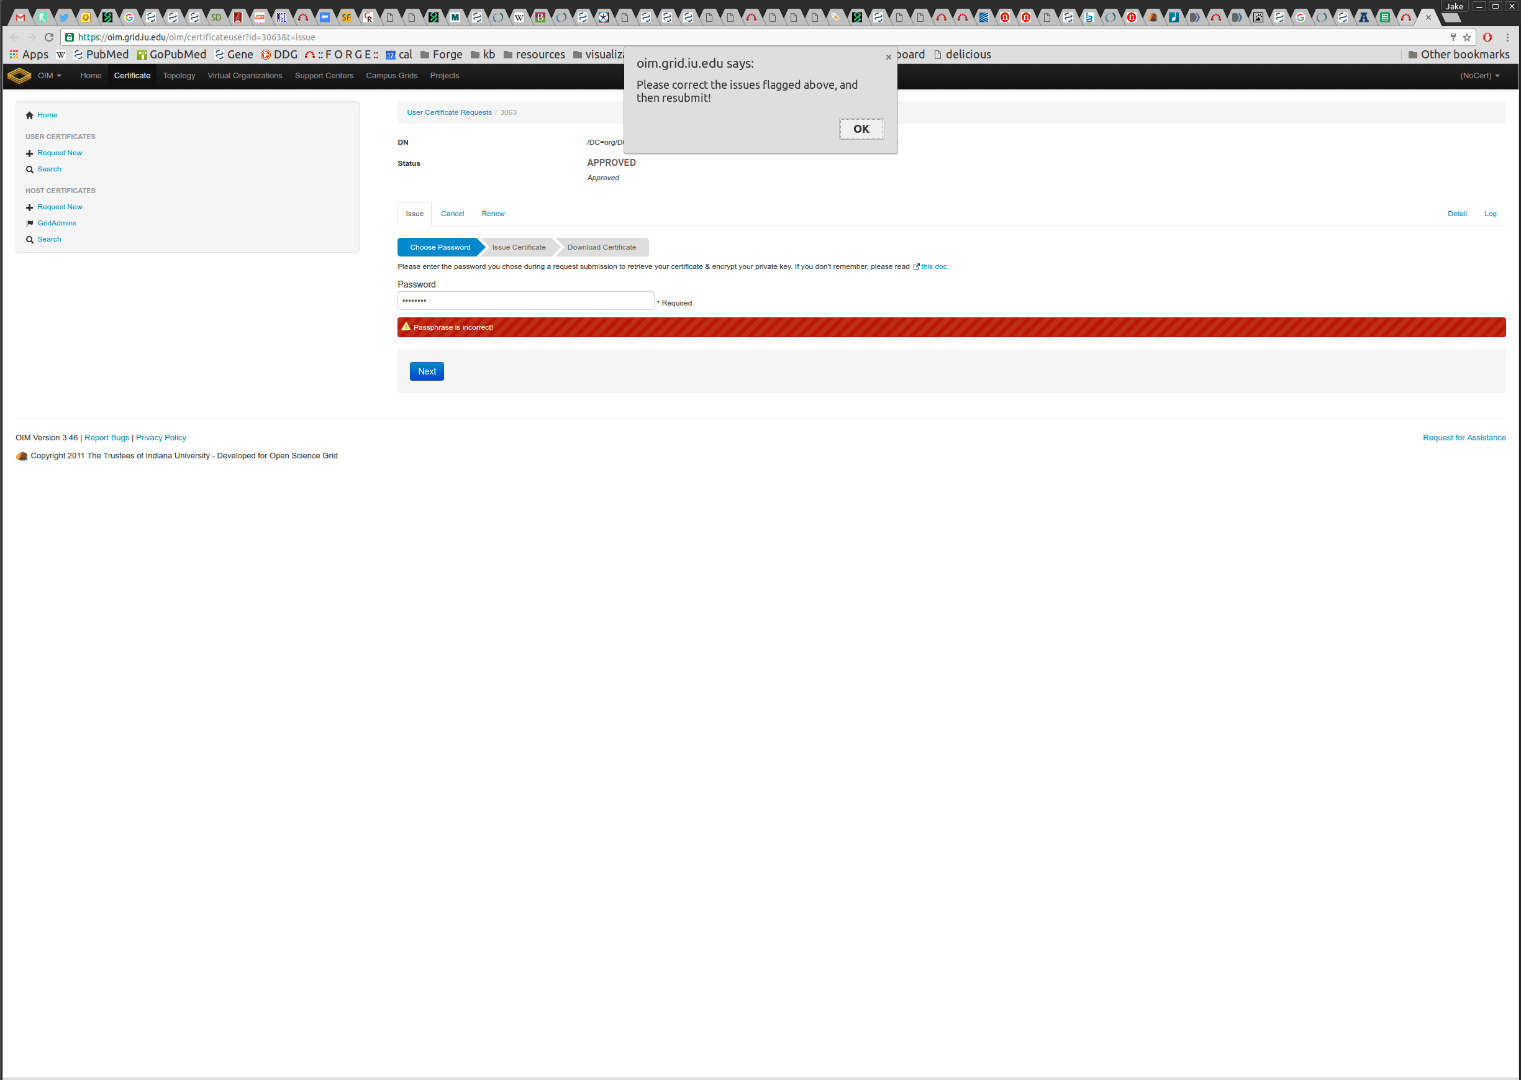 Jake
https://oim.grid.iu.edu/oim/certificateuser?id=3063&t=issue
Apps
PubMed
GoPubMed
Gene
DDG
:: F O R G E ::
cal
Forge
kb
resources
visualiz
board
delicious
Other bookmarks
oim.grid.iu.edu says:
Please correct the issues flagged above, and
then resubmit!
OK
OIM
Home
Certificate
Topology
Virtual Organizations
Support Centers
Campus Grids
Projects
(NoCert)
Home
USER CERTIFICATES
Request New
Search
HOST CERTIFICATES
Request New
GridAdmins
Search
User Certificate Requests / 3063
DN
/DC=org/D
Status
APPROVED
Approved
Issue
Cancel
Renew
Detail
Log
Choose Password
Issue Certificate
Download Certificate
Please enter the password you chose during a request submission to retrieve your certificate & encrypt your private key. If you don't remember, please read this doc.
Password
••••••••
* Required
Passphrase is incorrect!
Next
OIM Version 3.46 | Report Bugs | Privacy Policy
Request for Assistance
Copyright 2011 The Trustees of Indiana University - Developed for Open Science Grid